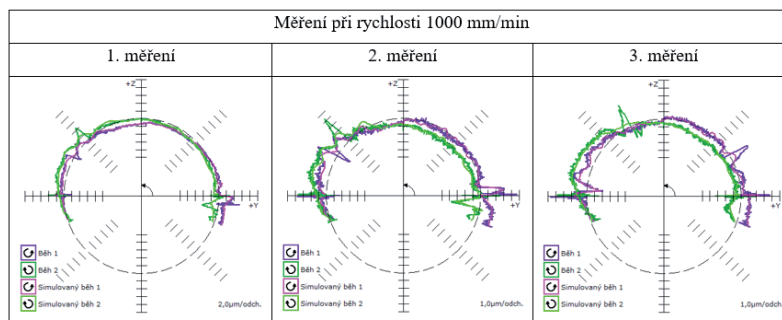 Měření při rychlosti 1000 mm/min
1. měření
2. měření
3. měření
+Z
+Y
Běh 1
Běh 2
Simulovaný běh 1
Simulovaný běh 2
2,0µm/odch.
+Z
+Y
Běh 1
Běh 2
Simulovaný běh 1
Simulovaný běh 2
1,0µm/odch.
+Z
+Y
Běh 1
Běh 2
Simulovaný běh 1
Simulovaný běh 2
1,0µm/odch.